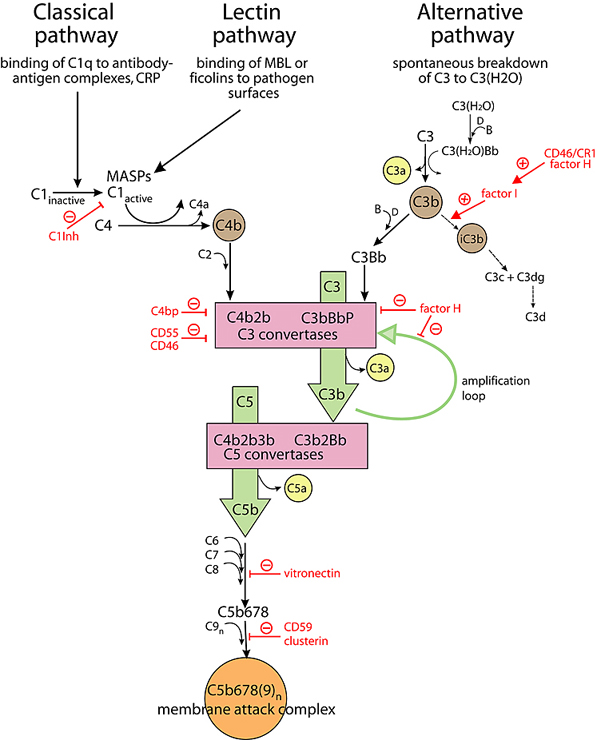 Classical
pathway
Lectin
pathway
Alternative
pathway
binding of C1q to antibody-
antigen complexes, CRP
binding of MBL or
ficolins to pathogen
surfaces
spontaneous breakdown
of C3 to C3(H2O)
C3(H₂O)
D
B
C3
C3(H₂O)Bb
CD46/CR1
factor H
C3a
MASPs
C1inactive
C1active
factor I
C3b
C4a
C1Inh
C4
C4b
B
D
iC3b
C2
C3Bb
C3c + C3dg
C3
C3d
C4bp
C4b2b
C3bBbP
C3 convertases
factor H
CD55
CD46
C3a
amplification
loop
C3b
C5
C4b2b3b
C3b2Bb
C5 convertases
C5a
C5b
C6
C7
C8
vitronectin
C5b678
C9n
CD59
clusterin
C5b678(9)n
membrane attack complex